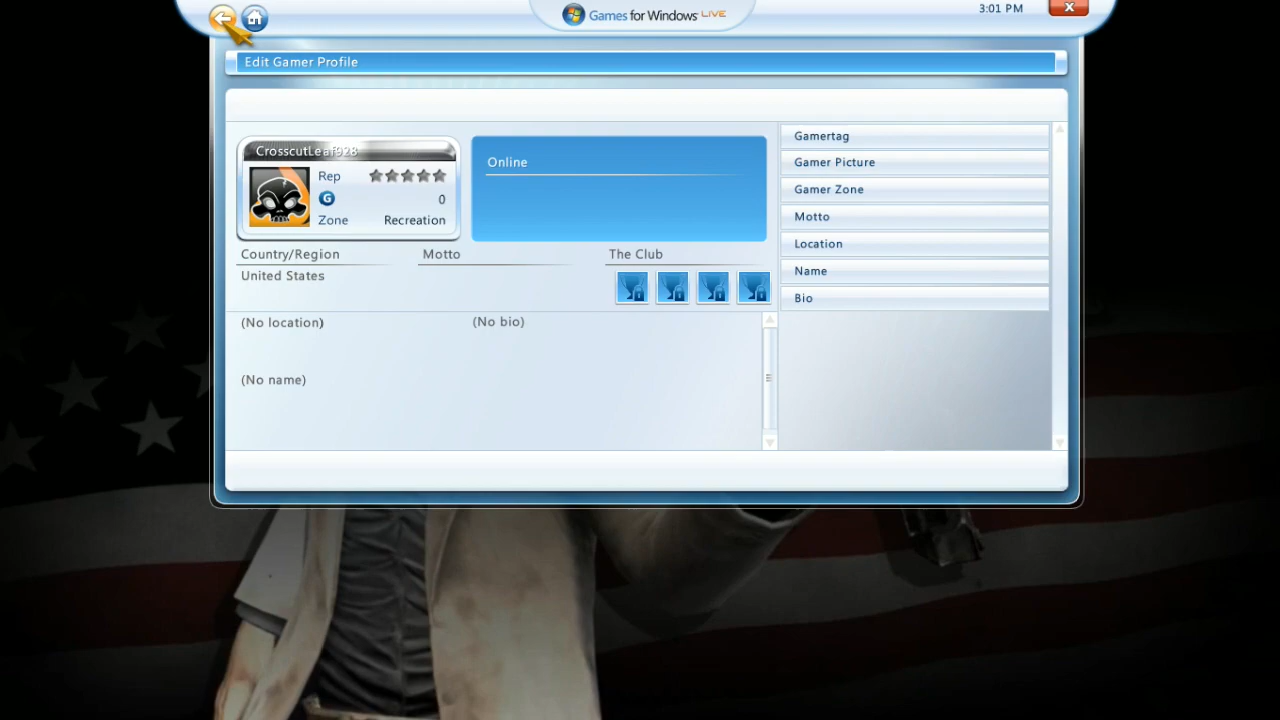 Games for Windows LIVE
3:01 PM
Edit Gamer Profile
CrosscutLeaf928
Rep
G 0
Zone Recreation
Online
Country/Region
United States
Motto
The Club
(No location)
(No bio)
(No name)
Gamertag
Gamer Picture
Gamer Zone
Motto
Location
Name
Bio